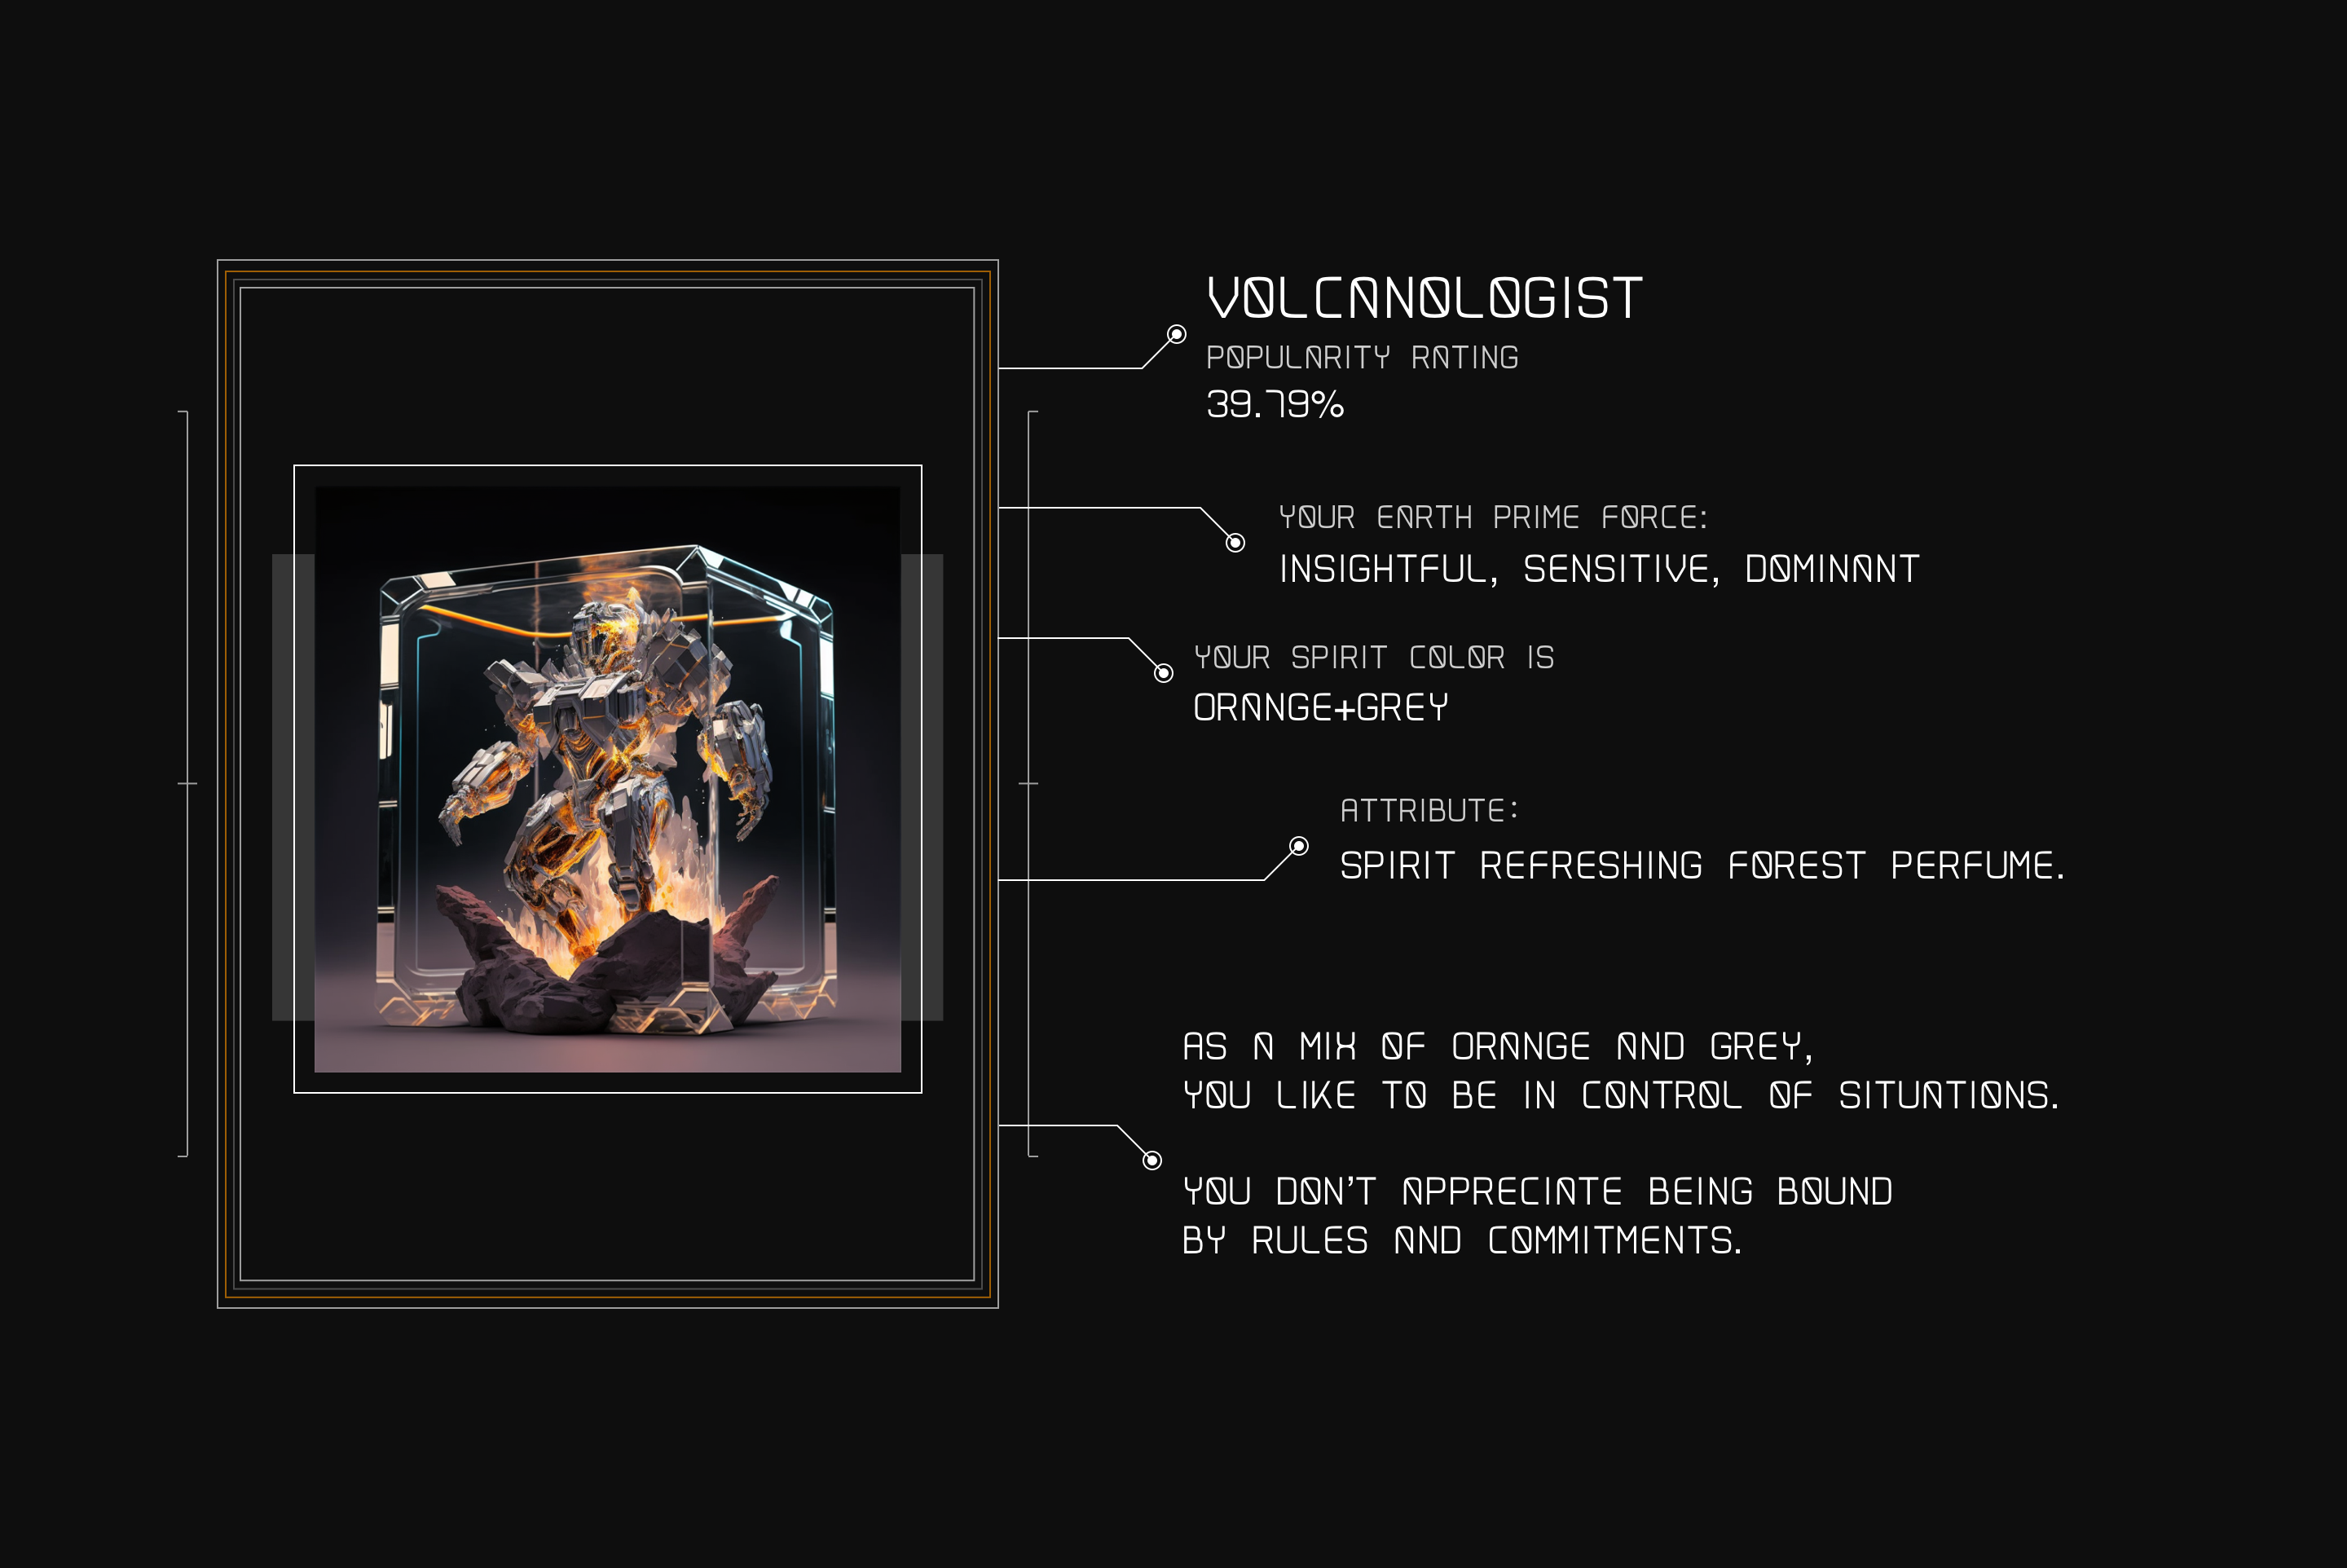 VOLCANOLOGIST
POPULARITY RATING
39.79%
YOUR EARTH PRIME FORCE:
INSIGHTFUL, SENSITIVE, DOMINANT
YOUR SPIRIT COLOR IS
ORANGE+GREY
ATTRIBUTE:
SPIRIT REFRESHING FOREST PERFUME.
AS A MIX OF ORANGE AND GREY,
YOU LIKE TO BE IN CONTROL OF SITUATIONS.
YOU DON'T APPRECIATE BEING BOUND
BY RULES AND COMMITMENTS.